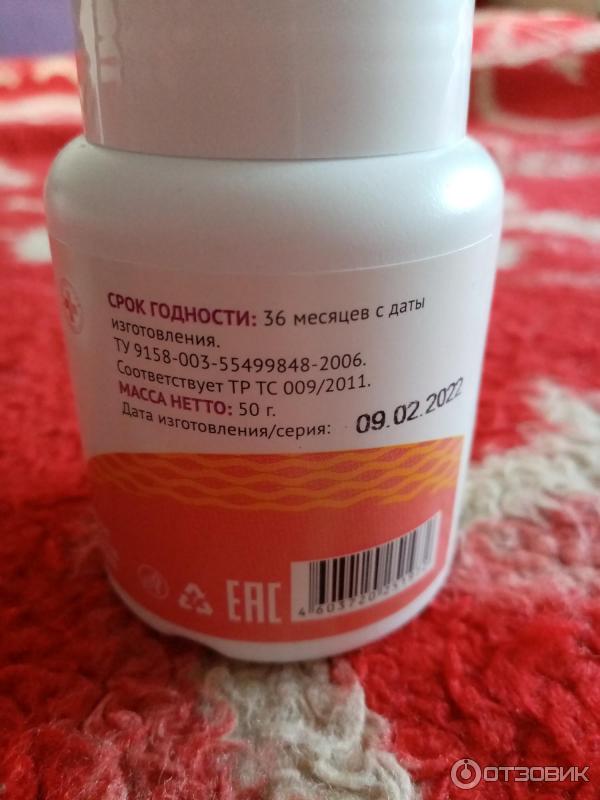 СРОК ГОДНОСТИ: 36 месяцев с даты
изготовления.
ТУ 9158-003-55499848-2006.
Соответствует ТР ТС 009/2011.
МАССА НЕТТО: 50 г.
Дата изготовления/серия: 09.02.2022
EAC
ОТЗОВИК